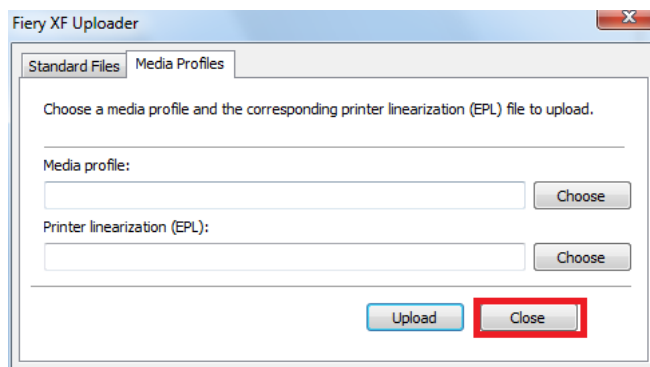 Fiery XF Uploader
Standard Files Media Profiles
Choose a media profile and the corresponding printer linearization (EPL) file to upload.
Media profile:
Choose
Printer linearization (EPL):
Choose
Upload Close